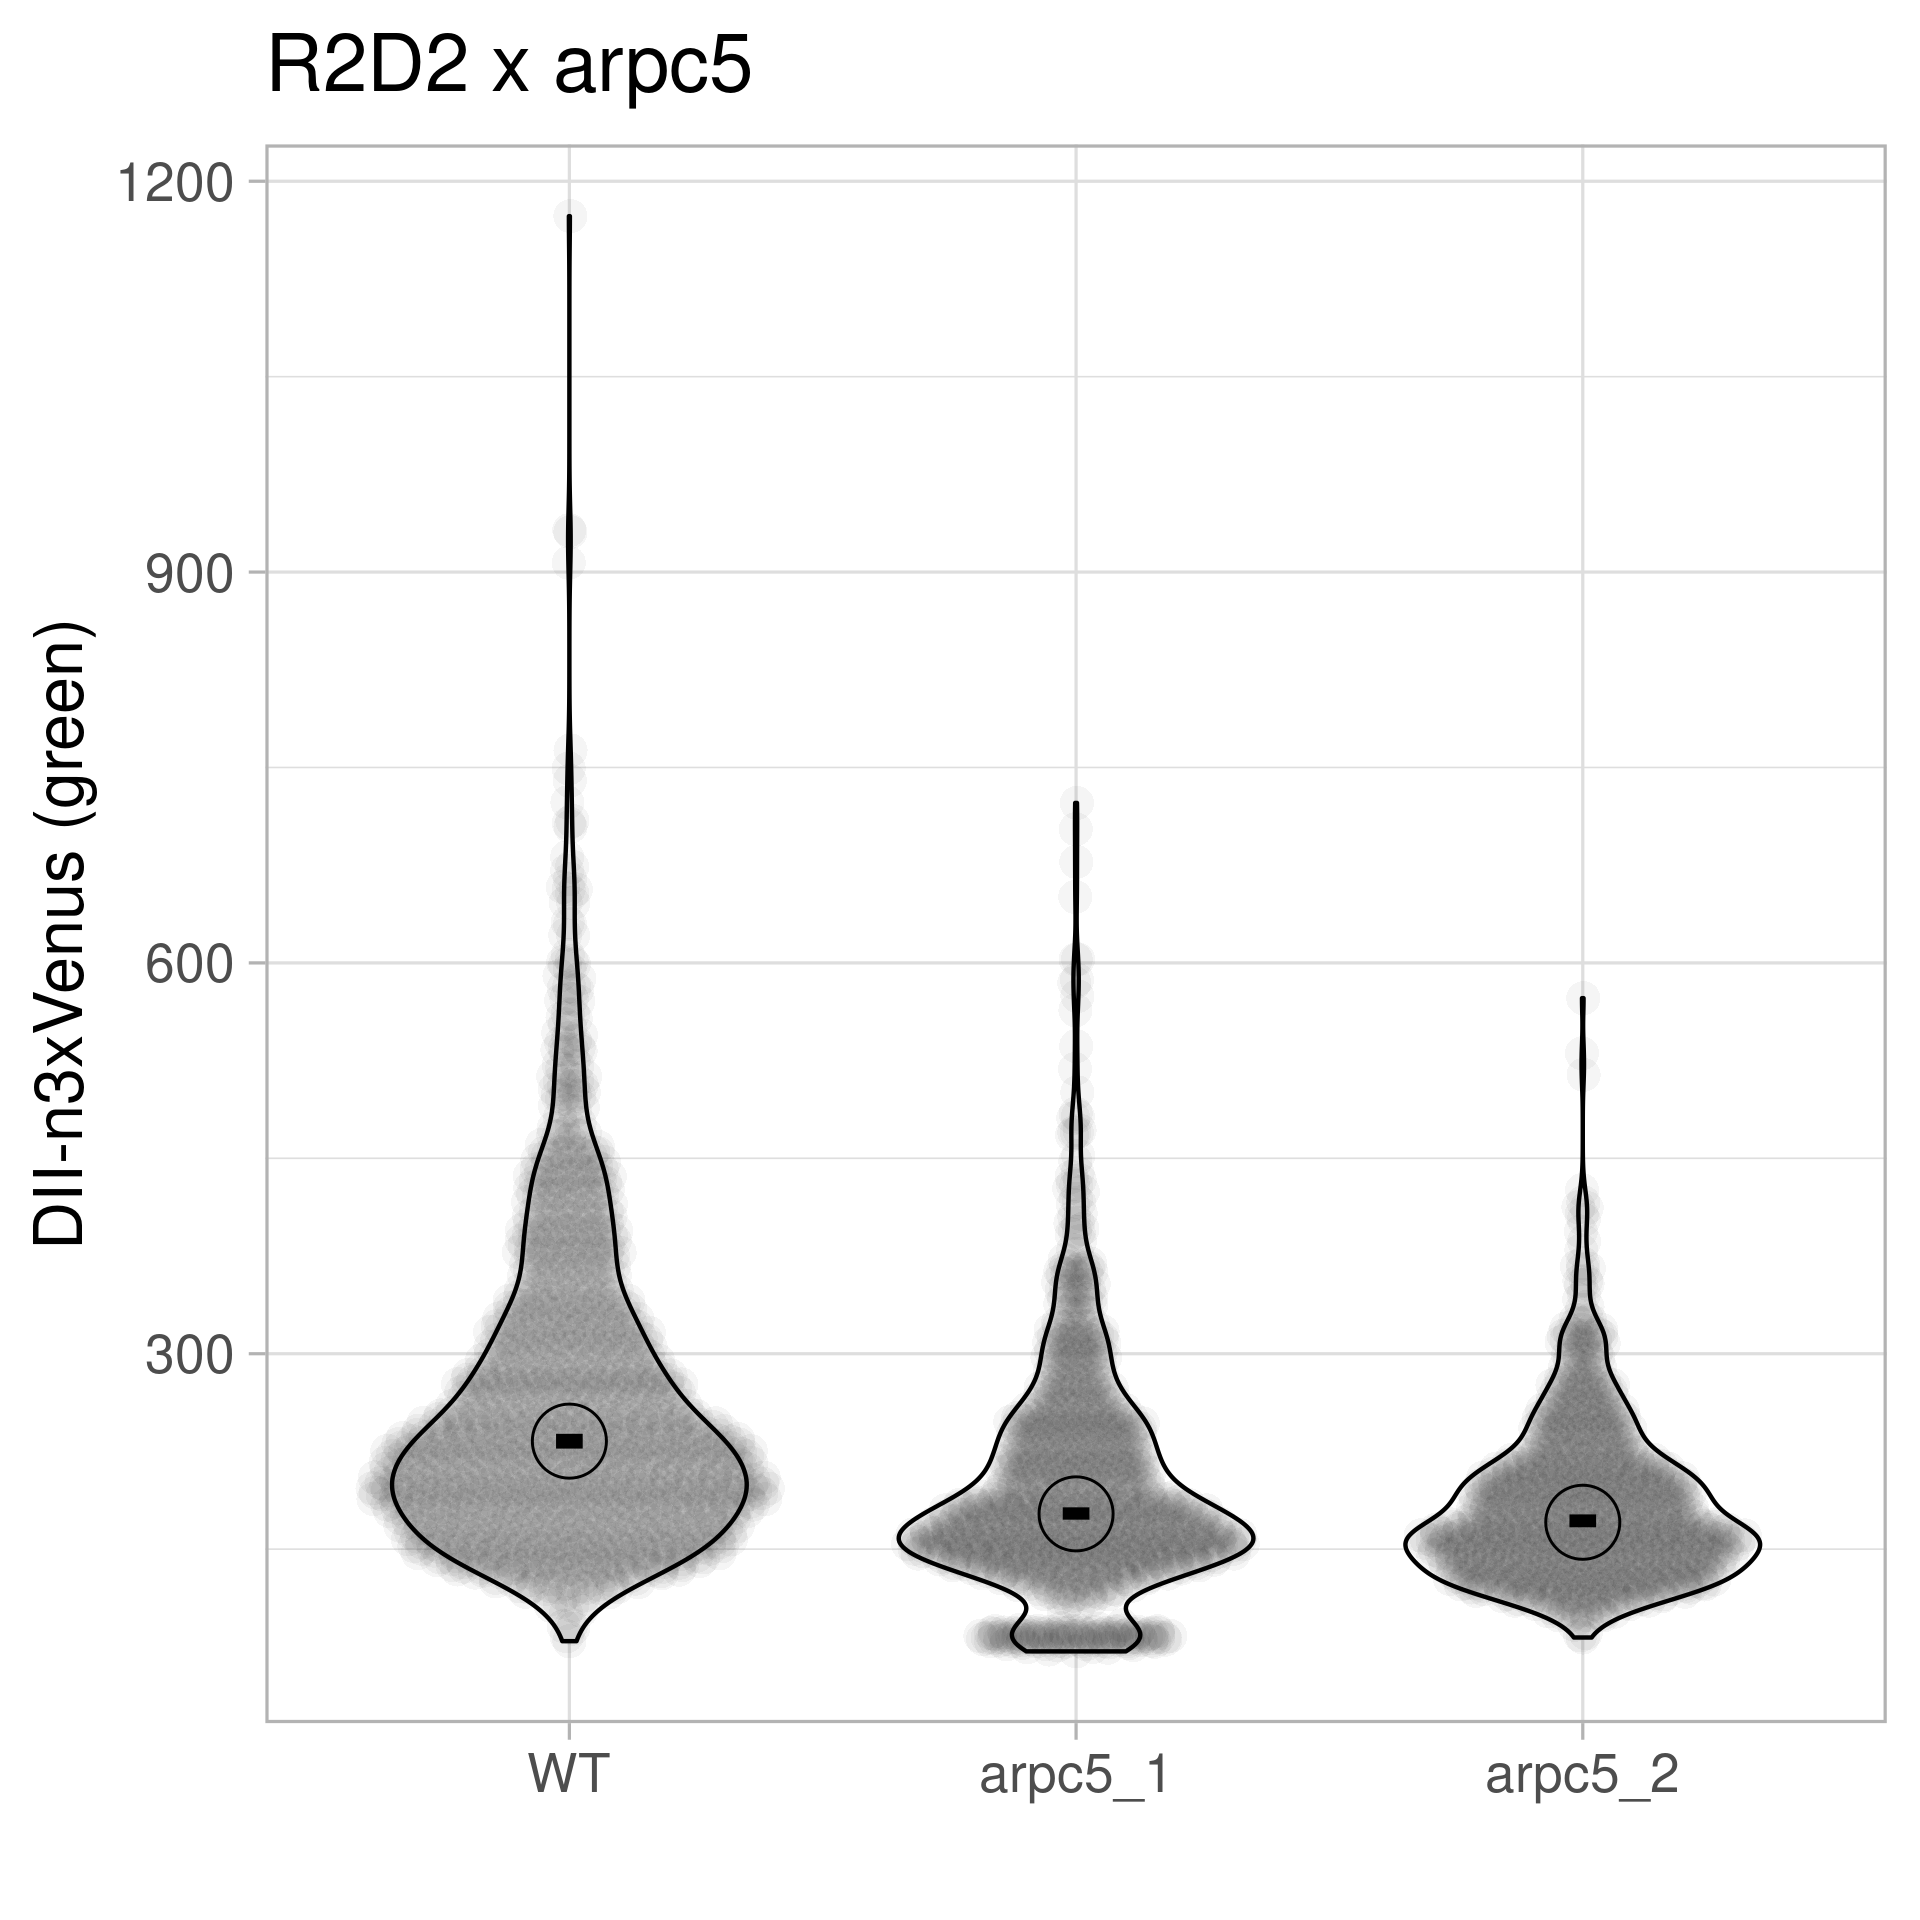 R2D2 x arpc5
1200
900
600
300
DII-n3xVenus (green)
WT
arpc5_1
arpc5_2